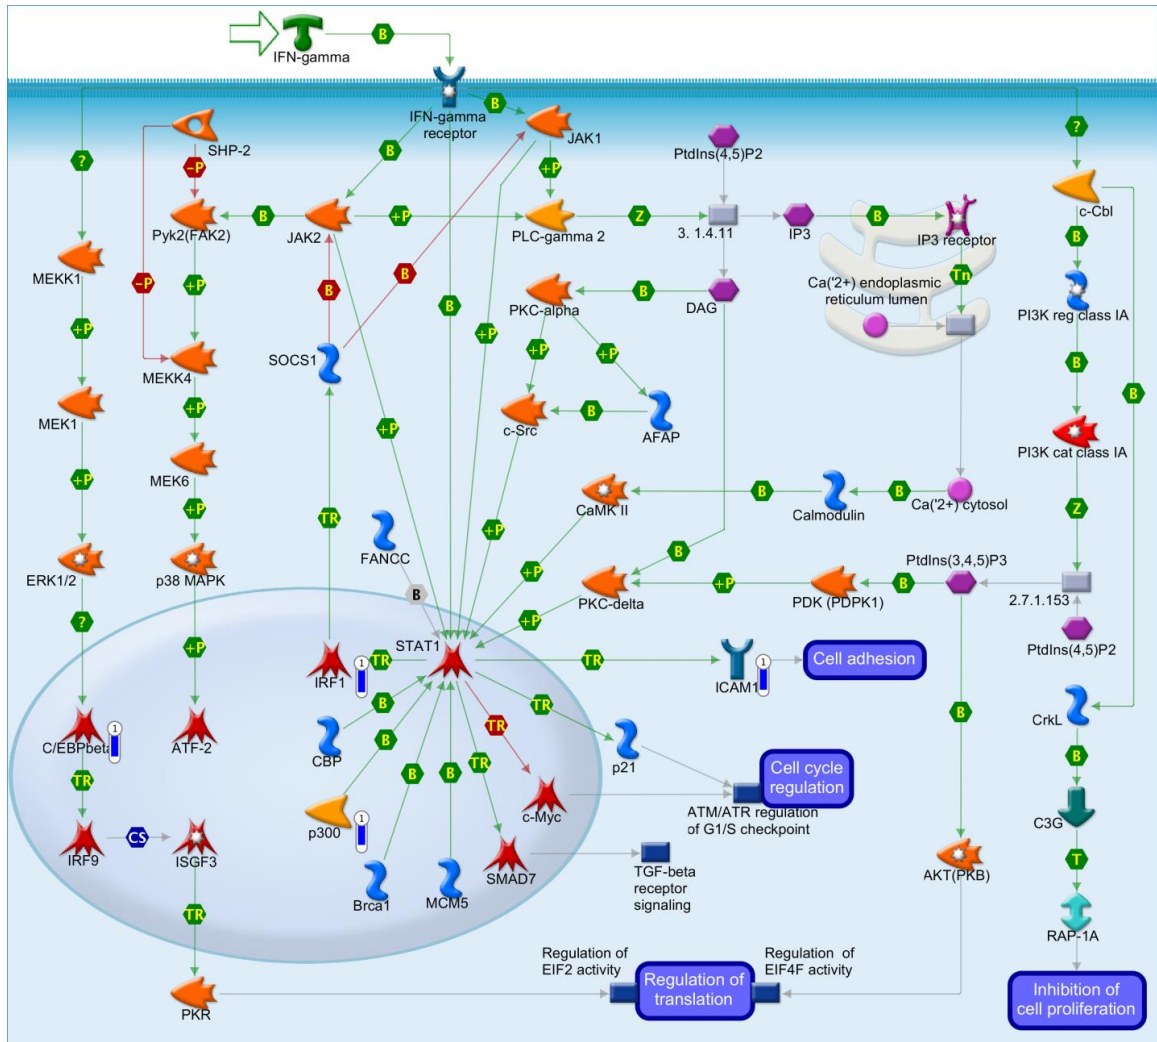 B
IFN-gamma
IFN-gamma
receptor
B
JAK1
?
SHP-2
B
PtdIns(4,5)P2
?
-P
+P
c-Cbl
Pyk2(FAK2)
B
JAK2
+P
PLC-gamma 2
Z
3. 1.4.11
IP3
B
IP3 receptor
B
MEKK1
-P
+P
B
B
B
PKC-alpha
B
DAG
Ca('2+) endoplasmic
reticulum lumen
Tn
PI3K reg class IA
+P
MEKK4
SOCS1
+P
+P
+P
B
B
MEK1
+P
+P
c-Src
B
AFAP
PI3K cat class IA
MEK6
+P
+P
TR
CaMK II
B
Calmodulin
B
Ca('2+) cytosol
Z
+P
FANCC
+P
ERK1/2
p38 MAPK
B
PtdIns(3,4,5)P3
B
PKC-delta
+P
PDK (PDPK1)
B
2.7.1.153
?
+P
+P
STAT1
PtdIns(4,5)P2
IRF1
1
TR
TR
ICAM1
1
Cell adhesion
C/EBPbeta
1
ATF-2
CBP
B
TR
TR
p21
B
CrkL
B
TR
B
B
TR
Cell cycle
regulation
B
p300
1
c-Myc
ATM/ATR regulation
of G1/S checkpoint
C3G
IRF9
CS
ISGF3
Brca1
MCM5
SMAD7
TGF-beta
receptor
signaling
AKT(PKB)
T
TR
RAP-1A
Regulation of
EIF2 activity
Regulation of
EIF4F activity
PKR
Regulation of
translation
Inhibition of
cell proliferation